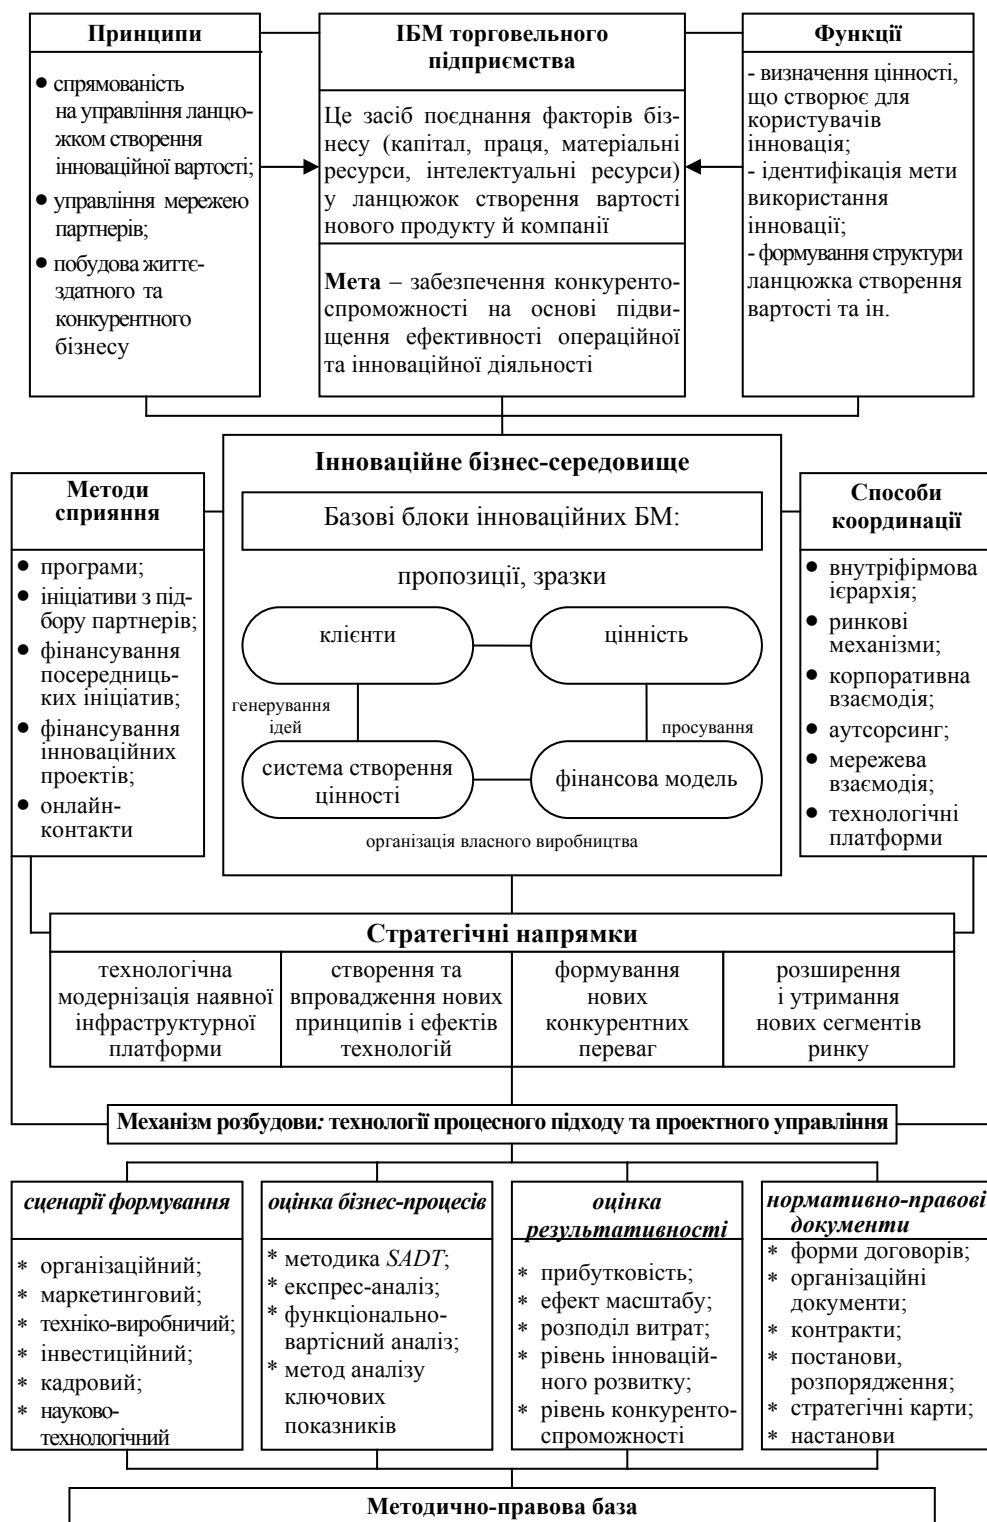 Принципи
● спрямованість
на управління ланцю-
жком створення
інноваційної вартості;
● управління мережею
партнерів;
● побудова життє-
здатного та
конкурентного
бізнесу
ІБМ торговельного
підприємства
Це засіб поєднання факторів біз-
несу (капітал, праця, матеріальні
ресурси, інтелектуальні ресурси)
у ланцюжок створення вартості
нового продукту й компанії
Мета – забезпечення конкуренто-
спроможності на основі підви-
щення ефективності операційної
та інноваційної діяльності
Функції
- визначення цінності,
що створює для
користувачів
інновація;
- ідентифікація мети
використання
інновації;
- формування структури
ланцюжка створення
вартості та ін.
Методи
сприяння
● програми;
● ініціативи з під-
бору партнерів;
● фінансування
посередниць-
ких ініціатив;
● фінансування
інноваційних
проектів;
● онлайн-
контакти
Інноваційне бізнес-середовище
Базові блоки інноваційних БМ:
пропозиції, зразки
клієнти
цінність
генерування
ідей
просування
система створення
цінності
фінансова модель
організація власного виробництва
Способи
координації
● внутріфірмова
ієрархія;
● ринкові
механізми;
● корпоративна
взаємодія;
● аутсорсинг;
● мережева
взаємодія;
● технологічні
платформи
Стратегічні напрямки
технологічна
модернізація наявної
інфраструктурної
платформи
створення та
впровадження нових
принципів і ефектів
технологій
формування
нових
конкурентних
переваг
розширення
і утримання
нових сегментів
ринку
Механізм розбудови: технології процесного підходу та проектного управління
сценарії формування
* організаційний;
* маркетинговий;
* техніко-виробничий;
* інвестиційний;
* кадровий;
* науково-
технологічний
оцінка бізнес-процесів
* методика SADT;
* експрес-аналіз;
* функціонально-
вартісний аналіз;
* метод аналізу
ключових
показників
оцінка
результативності
* прибутковість;
* ефект масштабу;
* розподіл витрат;
* рівень інновацій-
ного розвитку;
* рівень конкуренто-
спроможності
нормативно-правові
документи
* форми договорів;
* організаційні
документи;
* контракти;
* постанови,
розпорядження;
* стратегічні карти;
* настанови
Методично-правова база